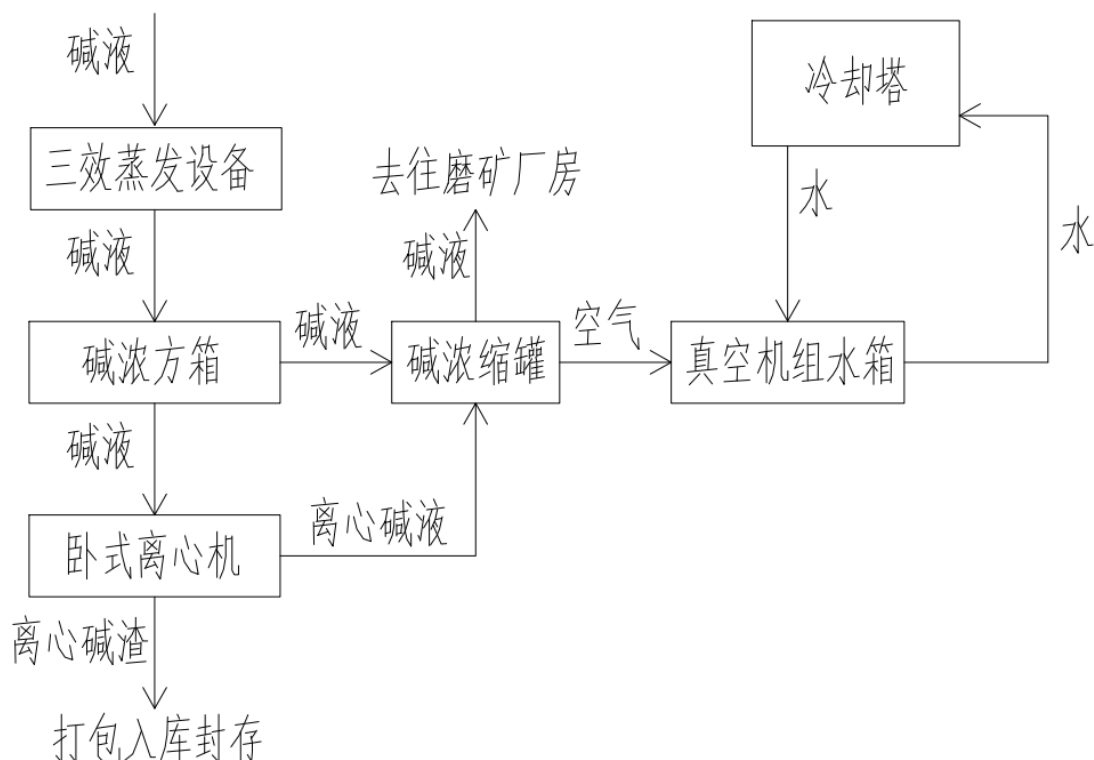 碱液
冷却塔
三效蒸发设备
去往磨矿厂房
水
水
碱液
碱液
碱液
空气
碱浓方箱
碱浓缩罐
真空机组水箱
碱液
离心碱液
卧式离心机
离心碱渣
打包入库封存